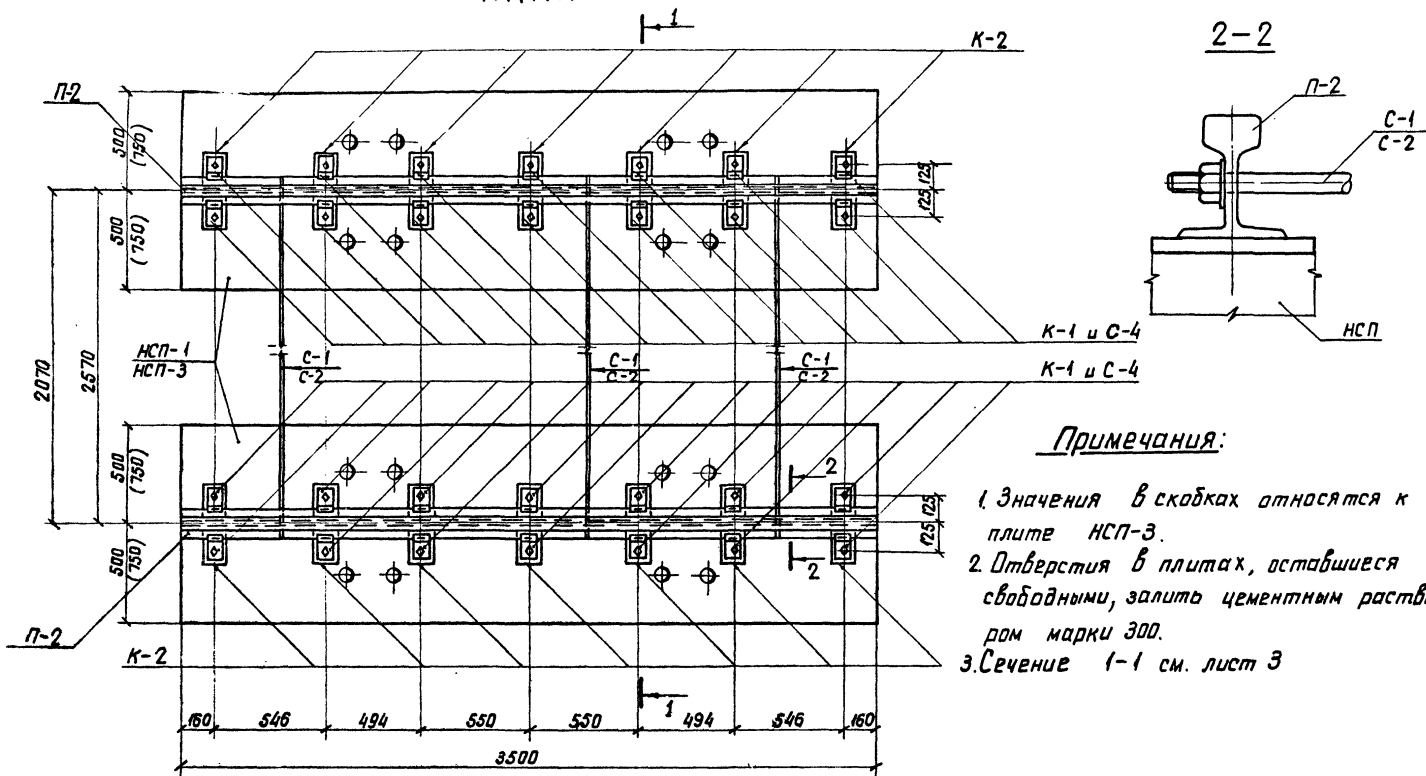 1
К-2
2-2
П-2
П-2
С-1
С-2
500
(750)
125
125
500
(750)
НСП
2070
2570
НСП-1
НСП-3
С-1
С-2
С-1
С-2
С-1
С-2
К-1 и С-4
К-1 и С-4
Примечания:
1. Значения в скобках относятся к
плите НСП-3.
2. Отверстия в плитах, оставшиеся
свободными, залить цементным раство
ром марки 300.
3. Сечение 1-1 см. лист 3
500
(750)
2
125
125
500
(750)
2
П-2
К-2
1
160
546
494
550
550
494
546
160
3500